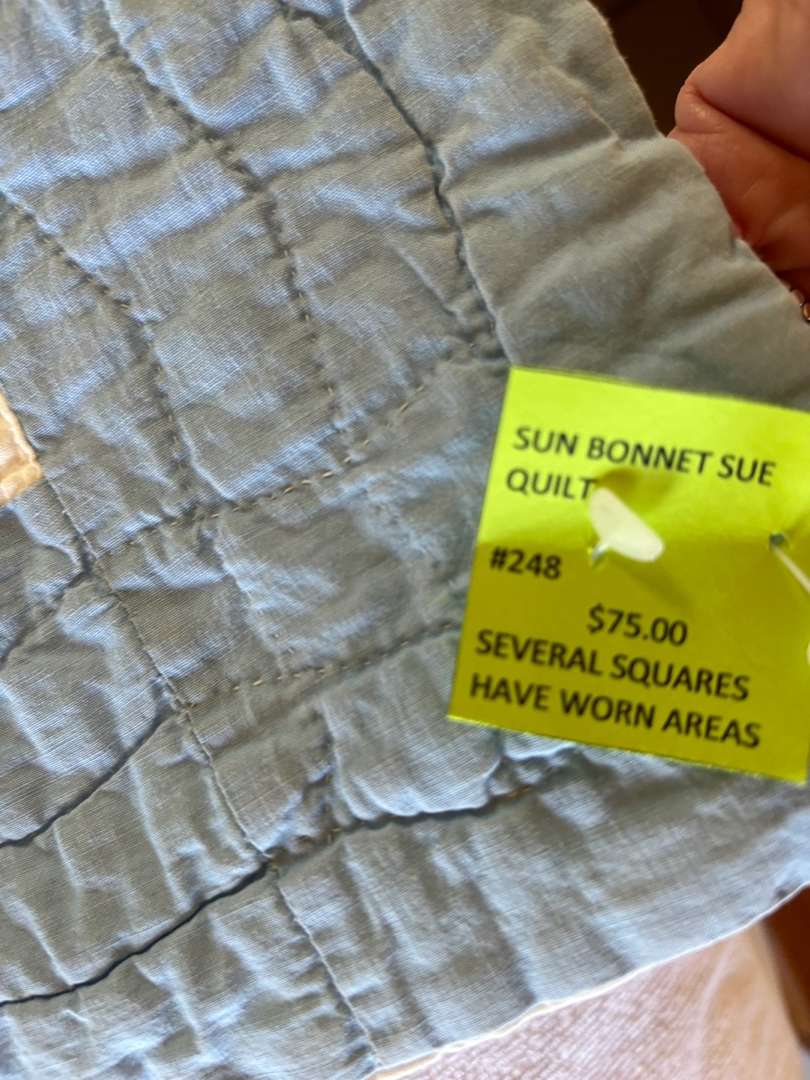 SUN BONNET SUE
QUILT
#248
$75.00
SEVERAL SQUARES
HAVE WORN AREAS